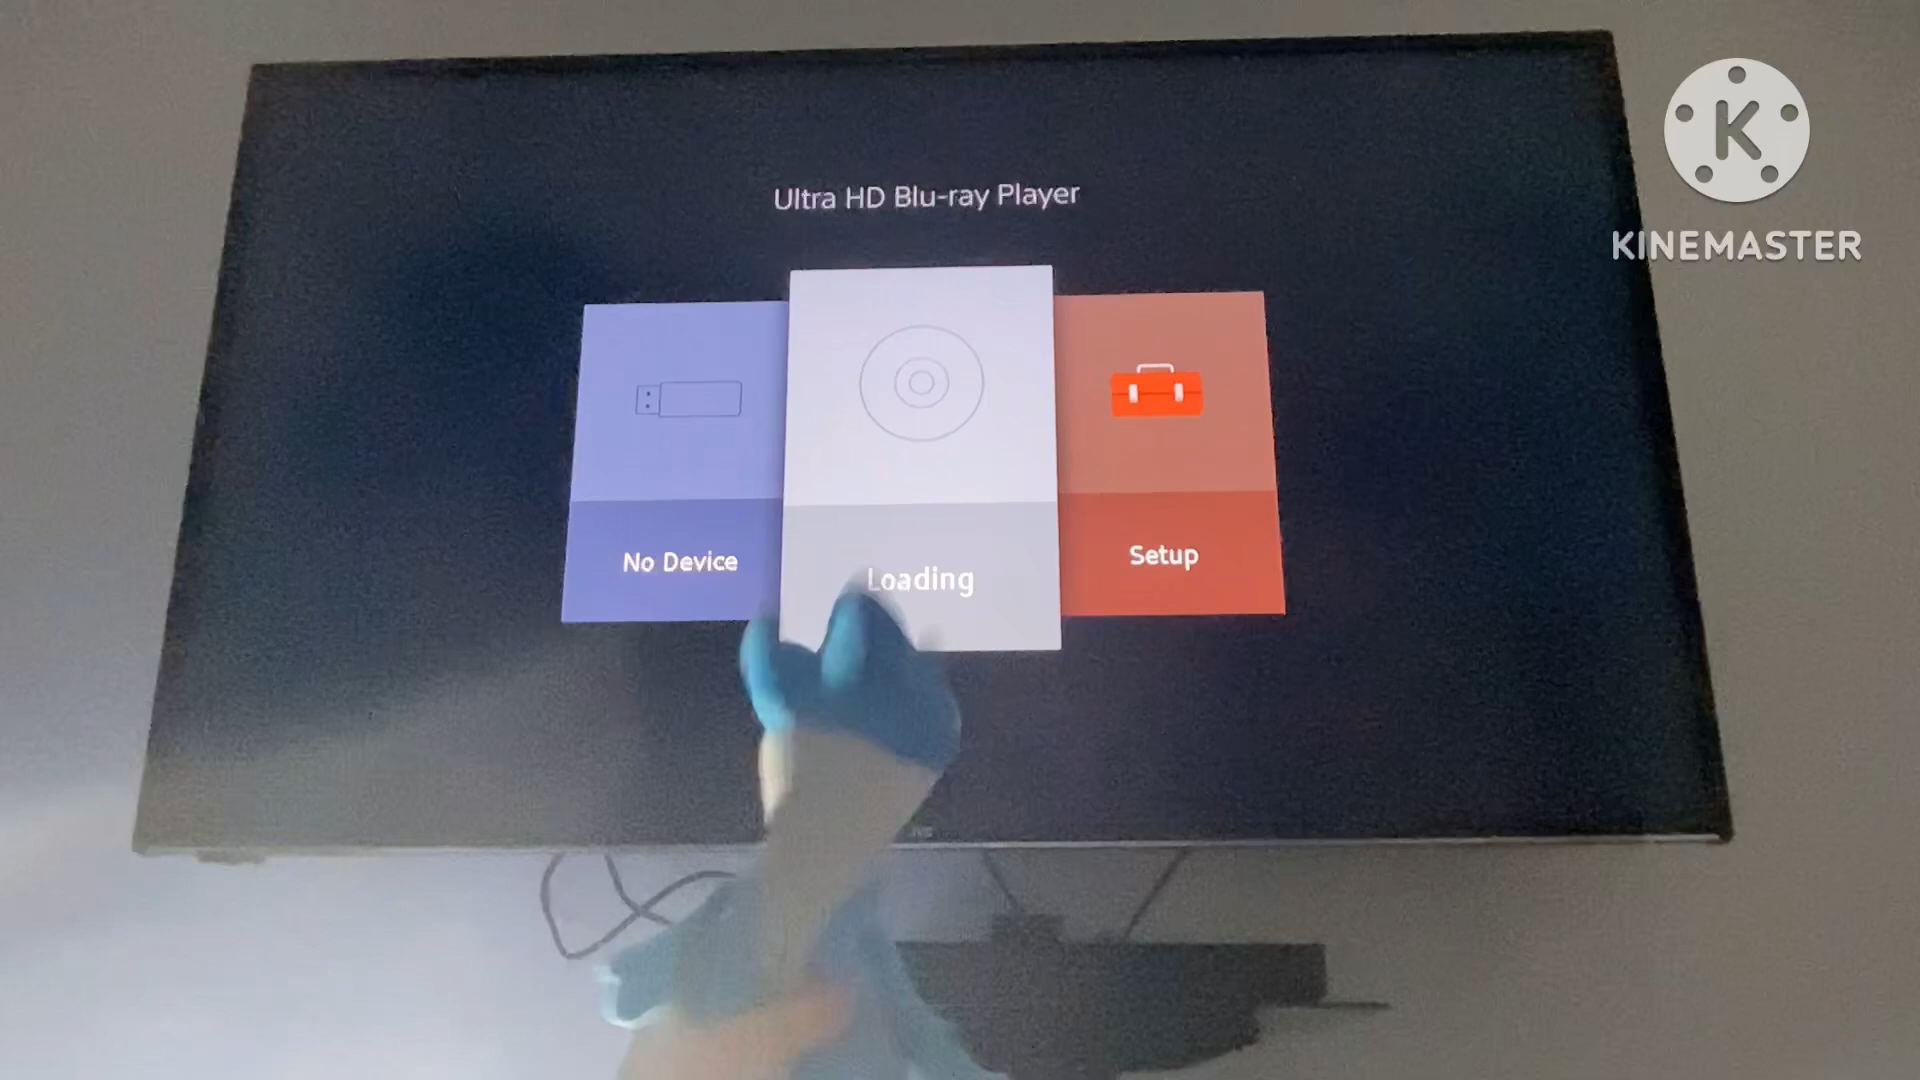 Ultra HD Blu-ray Player
No Device
Loading
Setup
K
KINEMASTER